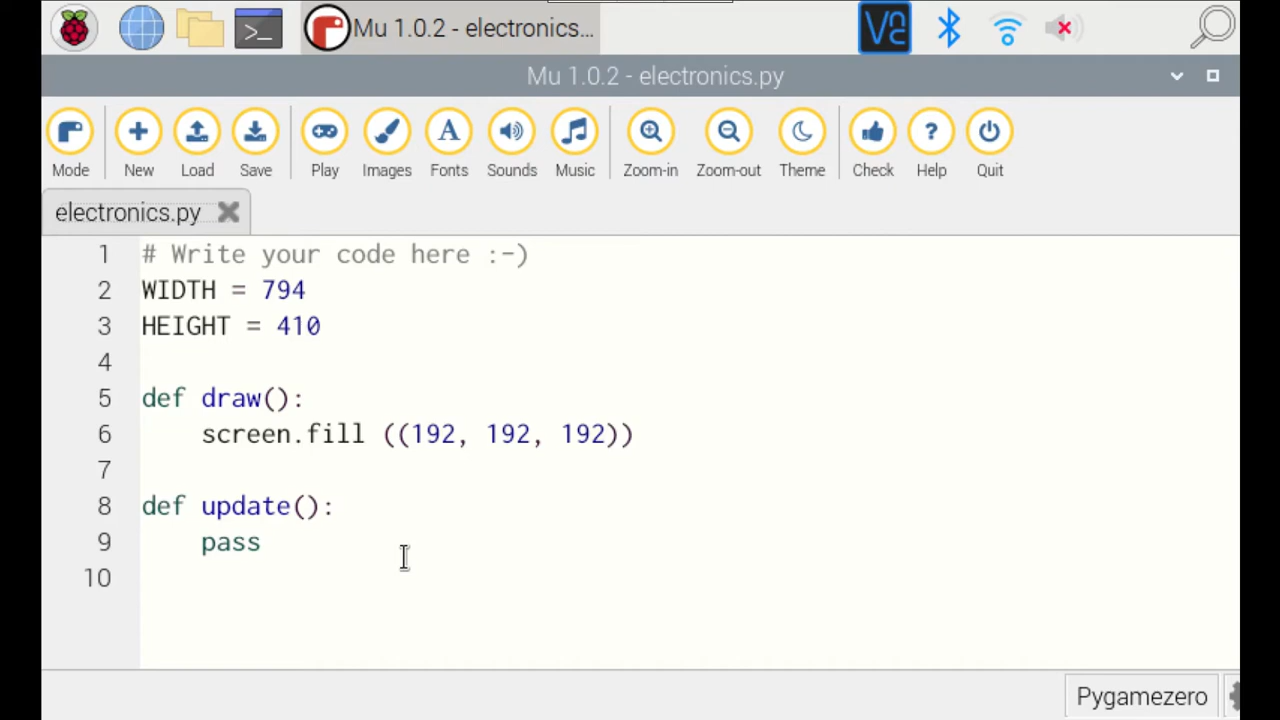 Mu 1.0.2 - electronics...
Mu 1.0.2 - electronics.py
Mode New Load Save Play Images Fonts Sounds Music Zoom-in Zoom-out Theme Check Help Quit
electronics.py
1 # Write your code here :-)
2 WIDTH = 794
3 HEIGHT = 410
4
5 def draw():
6 screen.fill ((192, 192, 192))
7
8 def update():
9 pass
10
Pygamezero